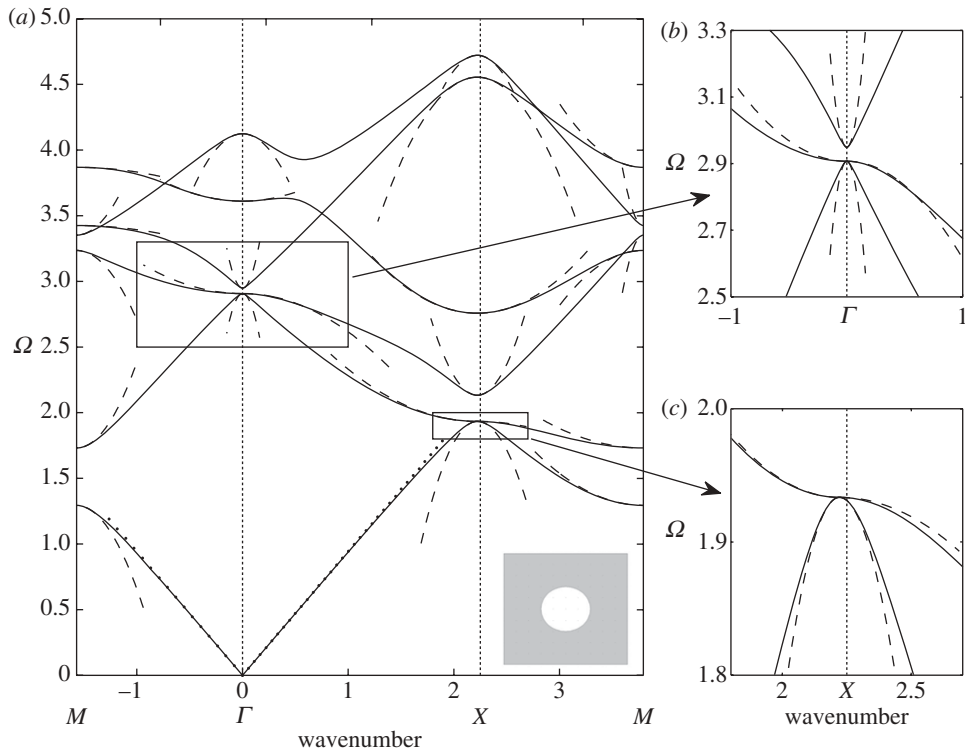 (a)
5.0
4.5
4.0
3.5
3.0
Ω 2.5
2.0
1.5
1.0
0.5
0
−1 0 1 2 3
M Γ X M
wavenumber
(b)
3.3
3.1
Ω 2.9
2.7
2.5
−1 Γ 1
(c)
2.0
Ω 1.9
1.8
2 X 2.5
wavenumber